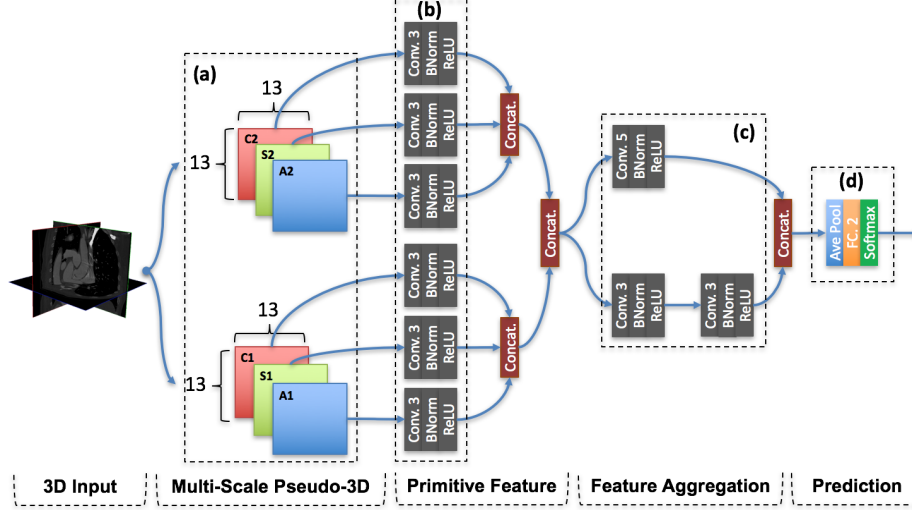 (a)
13
13
C2
S2
A2
13
13
C1
S1
A1
(b)
Conv. 3
BNorm
ReLU
Conv. 3
BNorm
ReLU
Conv. 3
BNorm
ReLU
Conv. 3
BNorm
ReLU
Conv. 3
BNorm
ReLU
Conv. 3
BNorm
ReLU
Concat.
Concat.
Concat.
(c)
Conv. 5
BNorm
ReLU
Conv. 3
BNorm
ReLU
Conv. 3
BNorm
ReLU
Concat.
(d)
Ave Pool
FC. 2
Softmax
3D Input
Multi-Scale Pseudo-3D
Primitive Feature
Feature Aggregation
Prediction